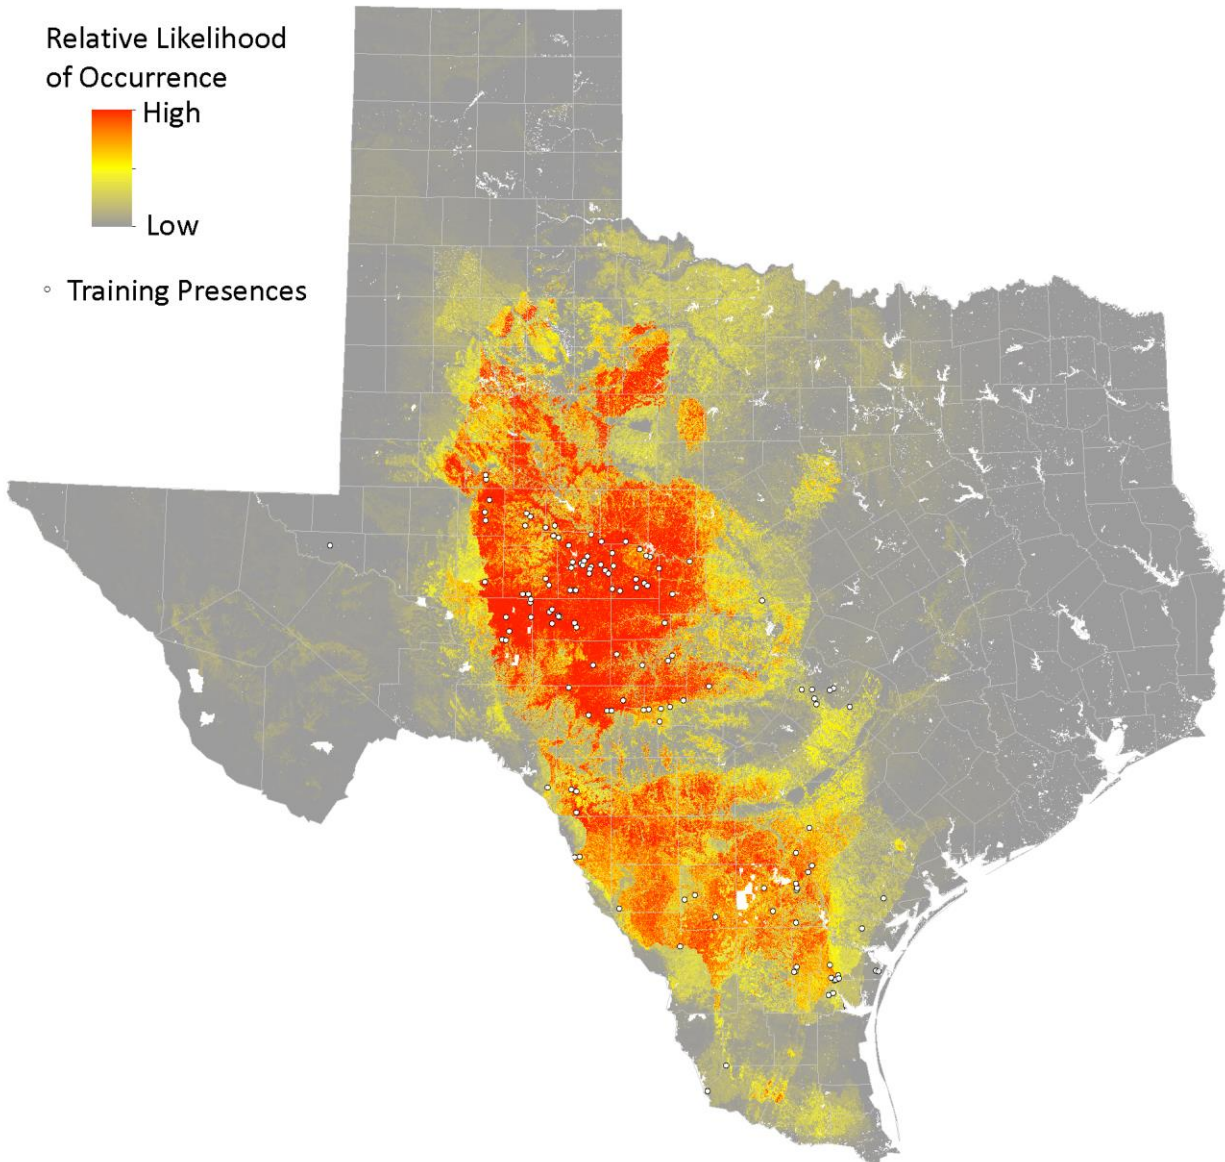 Relative Likelihood
of Occurrence
High
Low
Training Presences